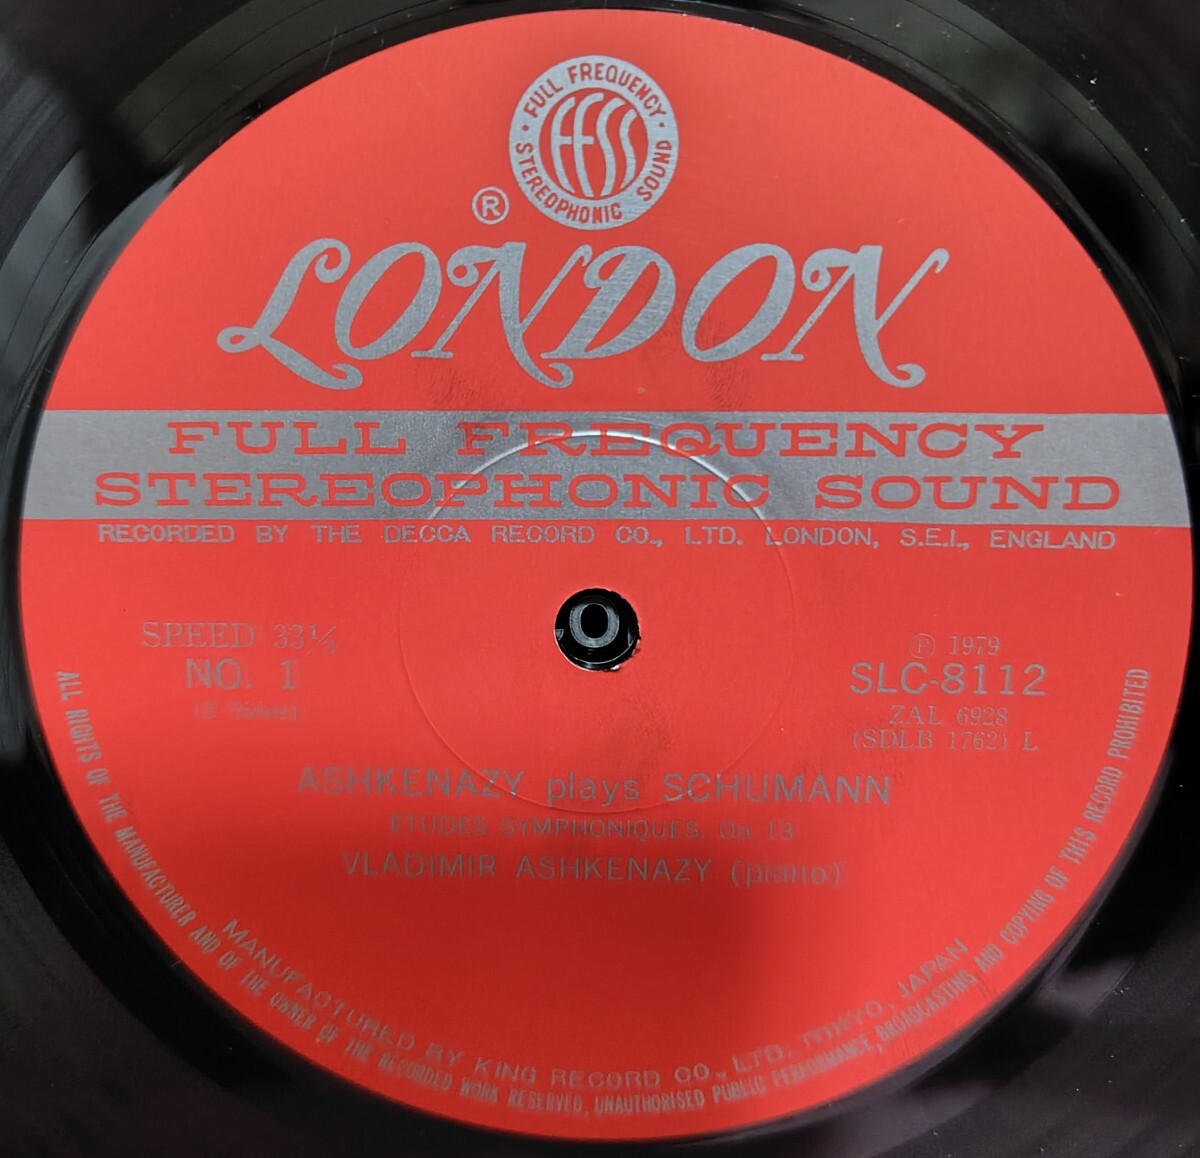 · FULL FREQUENCY ·
STEREOPHONIC SOUND
FFSS
®
LONDON
FULL FREQUENCY
STEREOPHONIC SOUND
RECORDED BY THE DECCA RECORD CO., LTD. LONDON, S.E.I., ENGLAND
SPEED 33⅓
NO. 1
℗ 1979
SLC-8112
ZAL 6928
(SDLB 1762) L
ASHKENAZY plays SCHUMANN
ETUDES SYMPHONIQUES, Op. 13
VLADIMIR ASHKENAZY (piano)
MANUFACTURED BY KING RECORD CO., LTD. TOKYO, JAPAN
ALL RIGHTS OF THE MANUFACTURER AND OF THE OWNER OF THE RECORDED WORK RESERVED, UNAUTHORISED PUBLIC PERFORMANCE, BROADCASTING AND COPYING OF THIS RECORD PROHIBITED